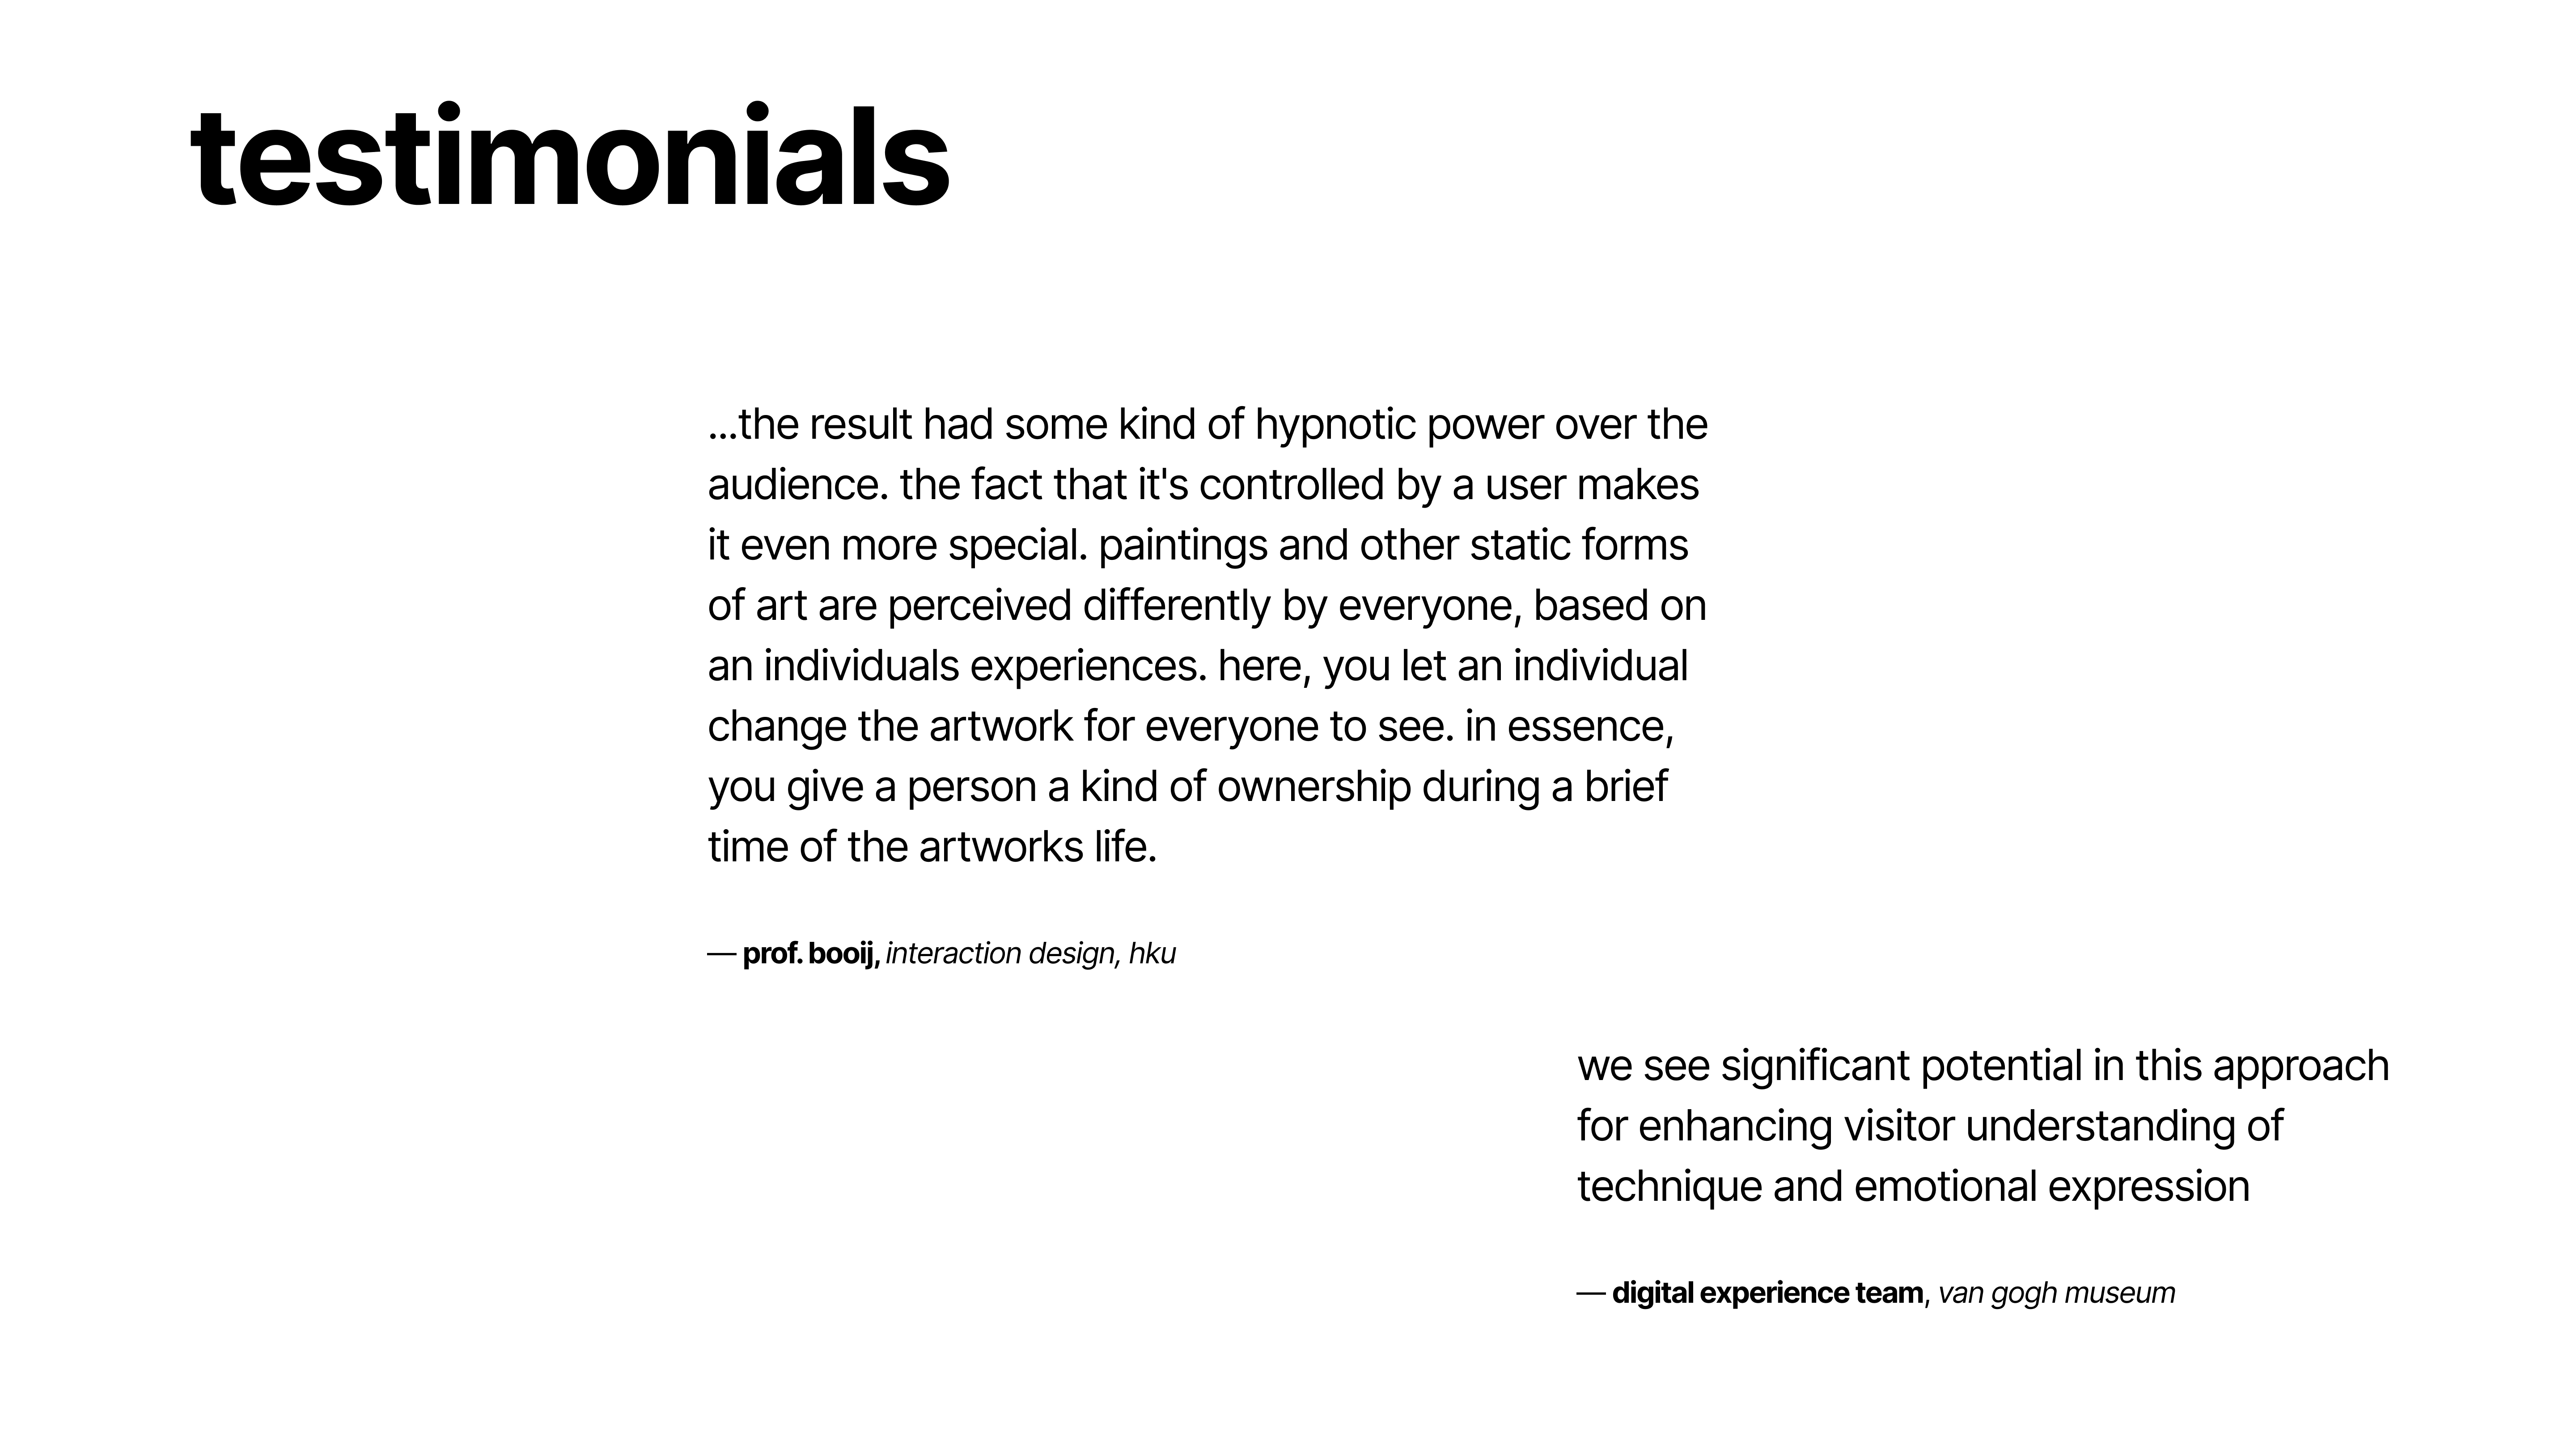 testimonials
...the result had some kind of hypnotic power over the
audience. the fact that it's controlled by a user makes
it even more special. paintings and other static forms
of art are perceived differently by everyone, based on
an individuals experiences. here, you let an individual
change the artwork for everyone to see. in essence,
you give a person a kind of ownership during a brief
time of the artworks life.
— prof. booij, interaction design, hku
we see significant potential in this approach
for enhancing visitor understanding of
technique and emotional expression
— digital experience team, van gogh museum